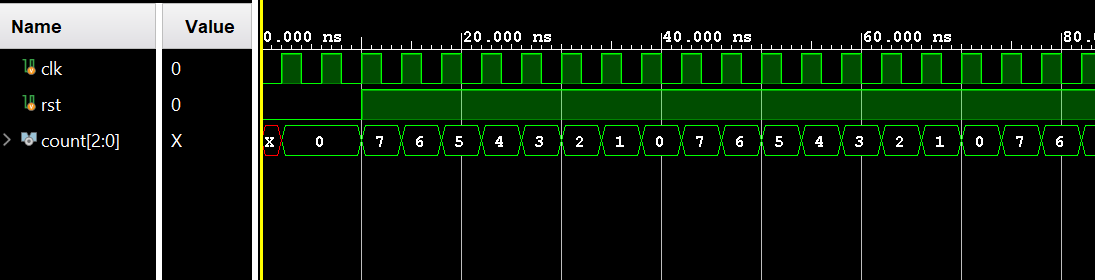 Name Value
0.000 ns 20.000 ns 40.000 ns 60.000 ns 80.
clk 0
rst 0
count[2:0] X X 0 7 6 5 4 3 2 1 0 7 6 5 4 3 2 1 0 7 6